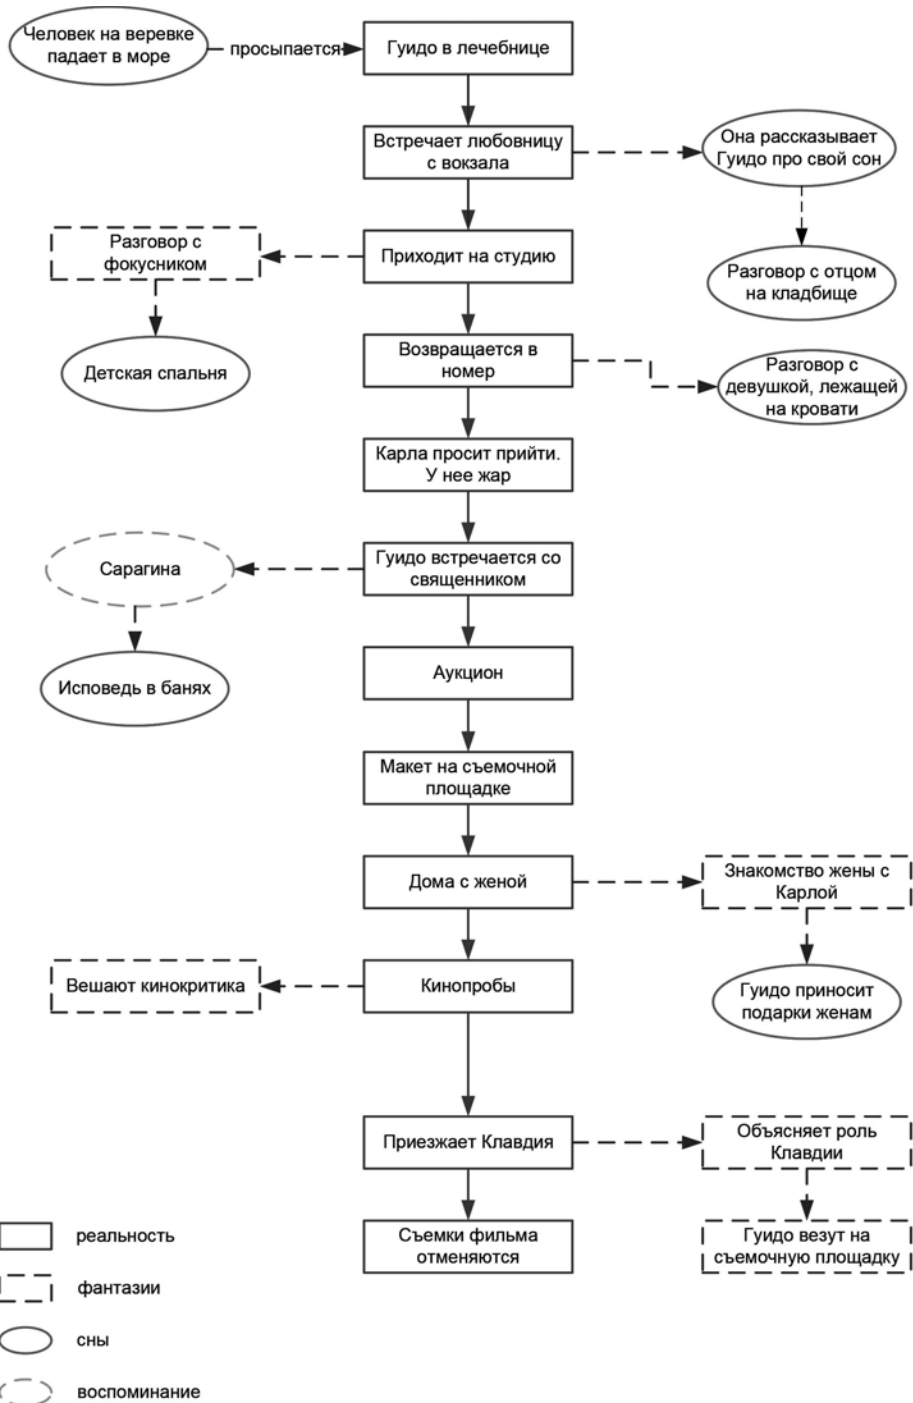 Человек на веревке
падает в море
просыпается
Гуидо в лечебнице
Встречает любовницу
с вокзала
Она рассказывает
Гуидо про свой сон
Разговор с отцом
на кладбище
Приходит на студию
Разговор с
фокусником
Детская спальня
Возвращается в
номер
Разговор с
девушкой, лежащей
на кровати
Карла просит прийти.
У нее жар
Гуидо встречается со
священником
Сарагина
Исповедь в банях
Аукцион
Макет на съемочной
площадке
Дома с женой
Знакомство жены с
Карлой
Гуидо приносит
подарки женам
Кинопробы
Вешают кинокритика
Приезжает Клавдия
Объясняет роль
Клавдии
Гуидо везут на
съемочную площадку
Съемки фильма
отменяются
реальность
фантазии
сны
воспоминание